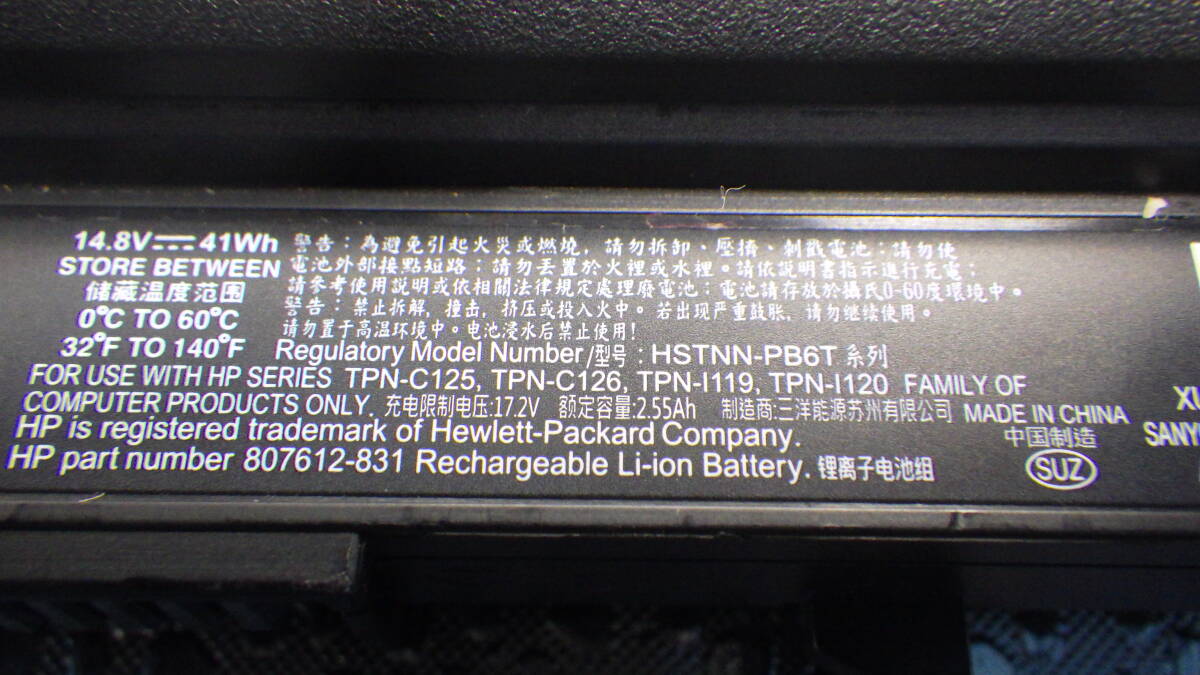 14.8V⎓41Wh
STORE BETWEEN
储藏温度范围
0°C TO 60°C
32°F TO 140°F
警告：為避免引起火災或燃燒，請勿拆卸、壓擠、刺戳電池；請勿使
電池外部接點短路；請勿丟置於火裡或水裡。請依說明書指示進行充電；
請參考使用說明或依相關法律規定處理廢電池；電池請存放於攝氏0-60度環境中。
警告：禁止拆解，撞击，挤压或投入火中。若出现严重鼓胀，请勿继续使用。
请勿置于高温环境中。电池浸水后禁止使用!
Regulatory Model Number/型号：HSTNN-PB6T 系列
FOR USE WITH HP SERIES TPN-C125, TPN-C126, TPN-I119, TPN-I120 FAMILY OF
COMPUTER PRODUCTS ONLY. 充电限制电压:17.2V 额定容量:2.55Ah 制造商:三洋能源苏州有限公司 MADE IN CHINA
中国制造
HP is registered trademark of Hewlett-Packard Company.
HP part number 807612-831 Rechargeable Li-ion Battery. 锂离子电池组
SUZ